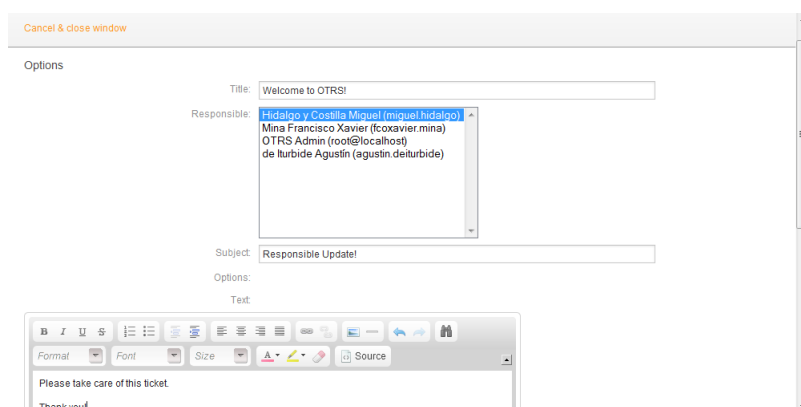 Cancel & close window
Options
Title: Welcome to OTRS!
Responsible: Hidalgo y Costilla Miguel (miguel.hidalgo)
Mina Francisco Xavier (fcoxavier.mina)
OTRS Admin (root@localhost)
de Iturbide Agustín (agustin.deiturbide)
Subject: Responsible Update!
Options:
Text:
B I U S
Format Font Size A Source
Please take care of this ticket.
Thank you!